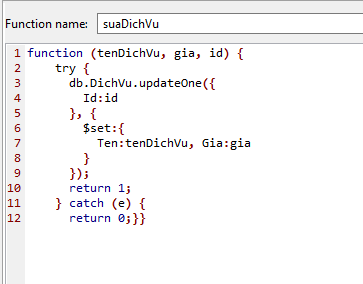 Function name: suaDichVu
1 function (tenDichVu, gia, id) {
2     try {
3       db.DichVu.updateOne({
4         Id:id
5       }, {
6         $set:{
7           Ten:tenDichVu, Gia:gia
8         }
9       });
10       return 1;
11     } catch (e) {
12       return 0;}}